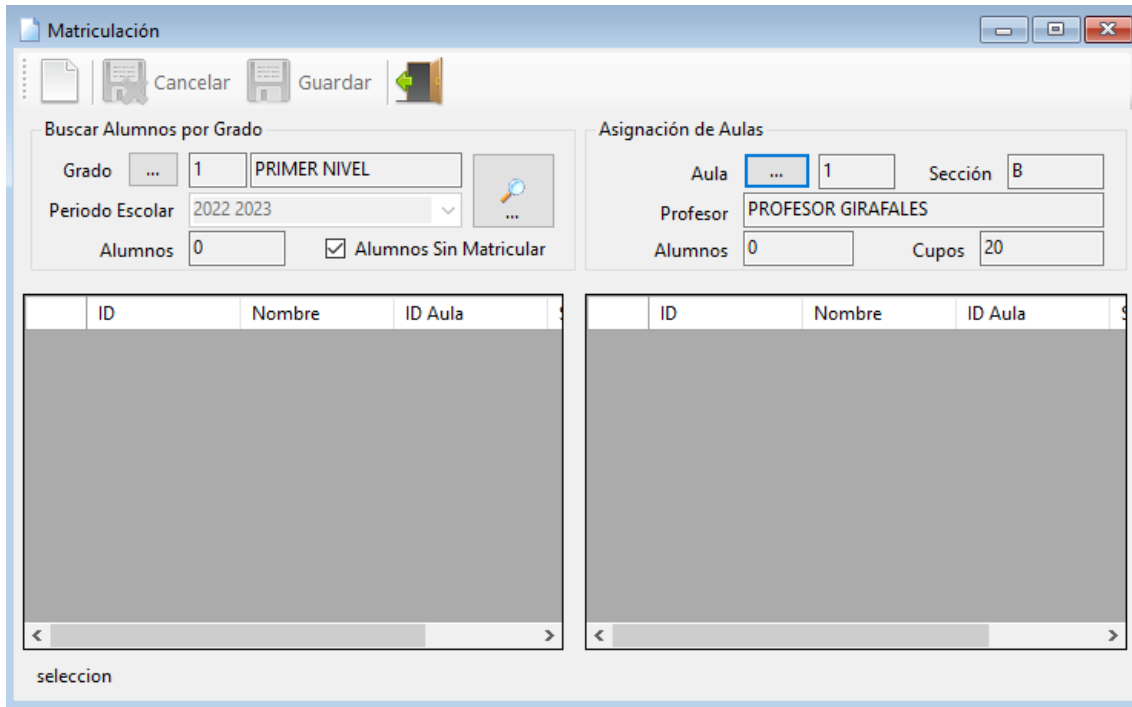 Matriculación
Cancelar Guardar
Buscar Alumnos por Grado
Grado ... 1 PRIMER NIVEL
...
Periodo Escolar 2022 2023
Alumnos 0 Alumnos Sin Matricular
Asignación de Aulas
Aula ... 1 Sección B
Profesor PROFESOR GIRAFALES
Alumnos 0 Cupos 20
ID Nombre ID Aula
ID Nombre ID Aula
seleccion